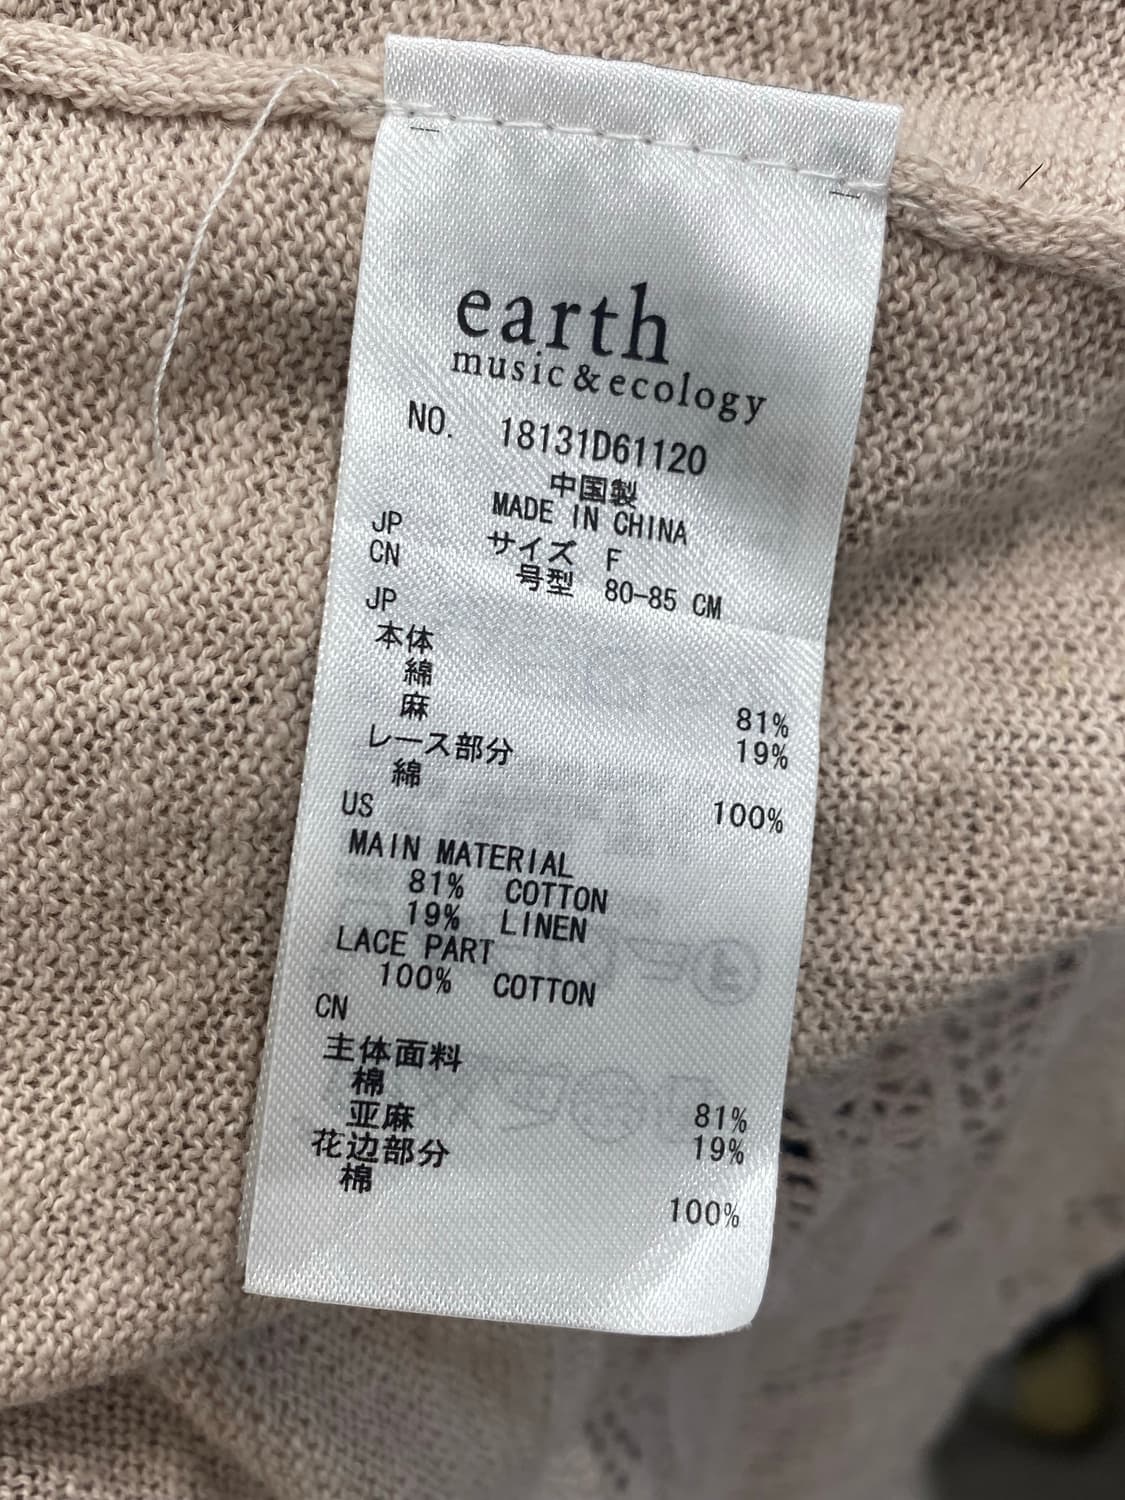 earth
music&ecology
NO. 18131D61120
中国製
MADE IN CHINA
JP サイズ F
CN 号型 80-85 CM
JP
本体
綿 81%
麻 19%
レース部分
綿 100%
US
MAIN MATERIAL
81% COTTON
19% LINEN
LACE PART
100% COTTON
CN
主体面料
棉 81%
亚麻 19%
花边部分
棉 100%